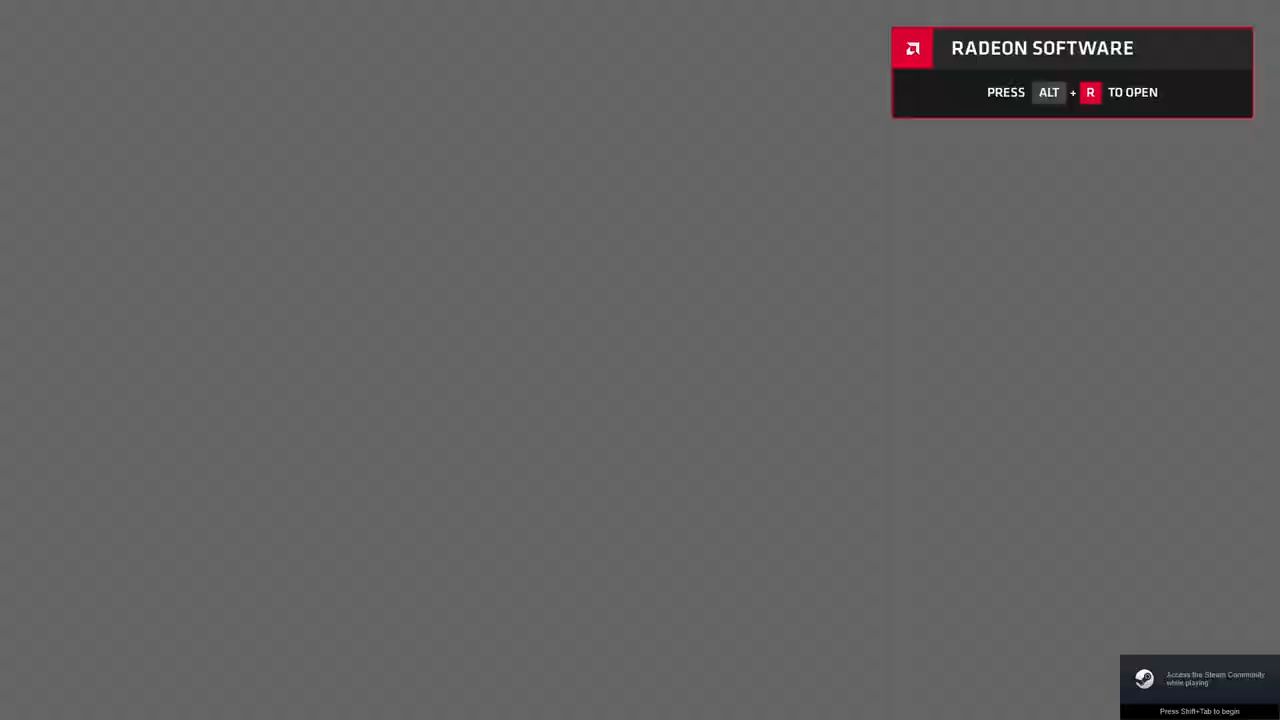 RADEON SOFTWARE
PRESS ALT + R TO OPEN
Access the Steam Community
while playing
Press Shift+Tab to begin